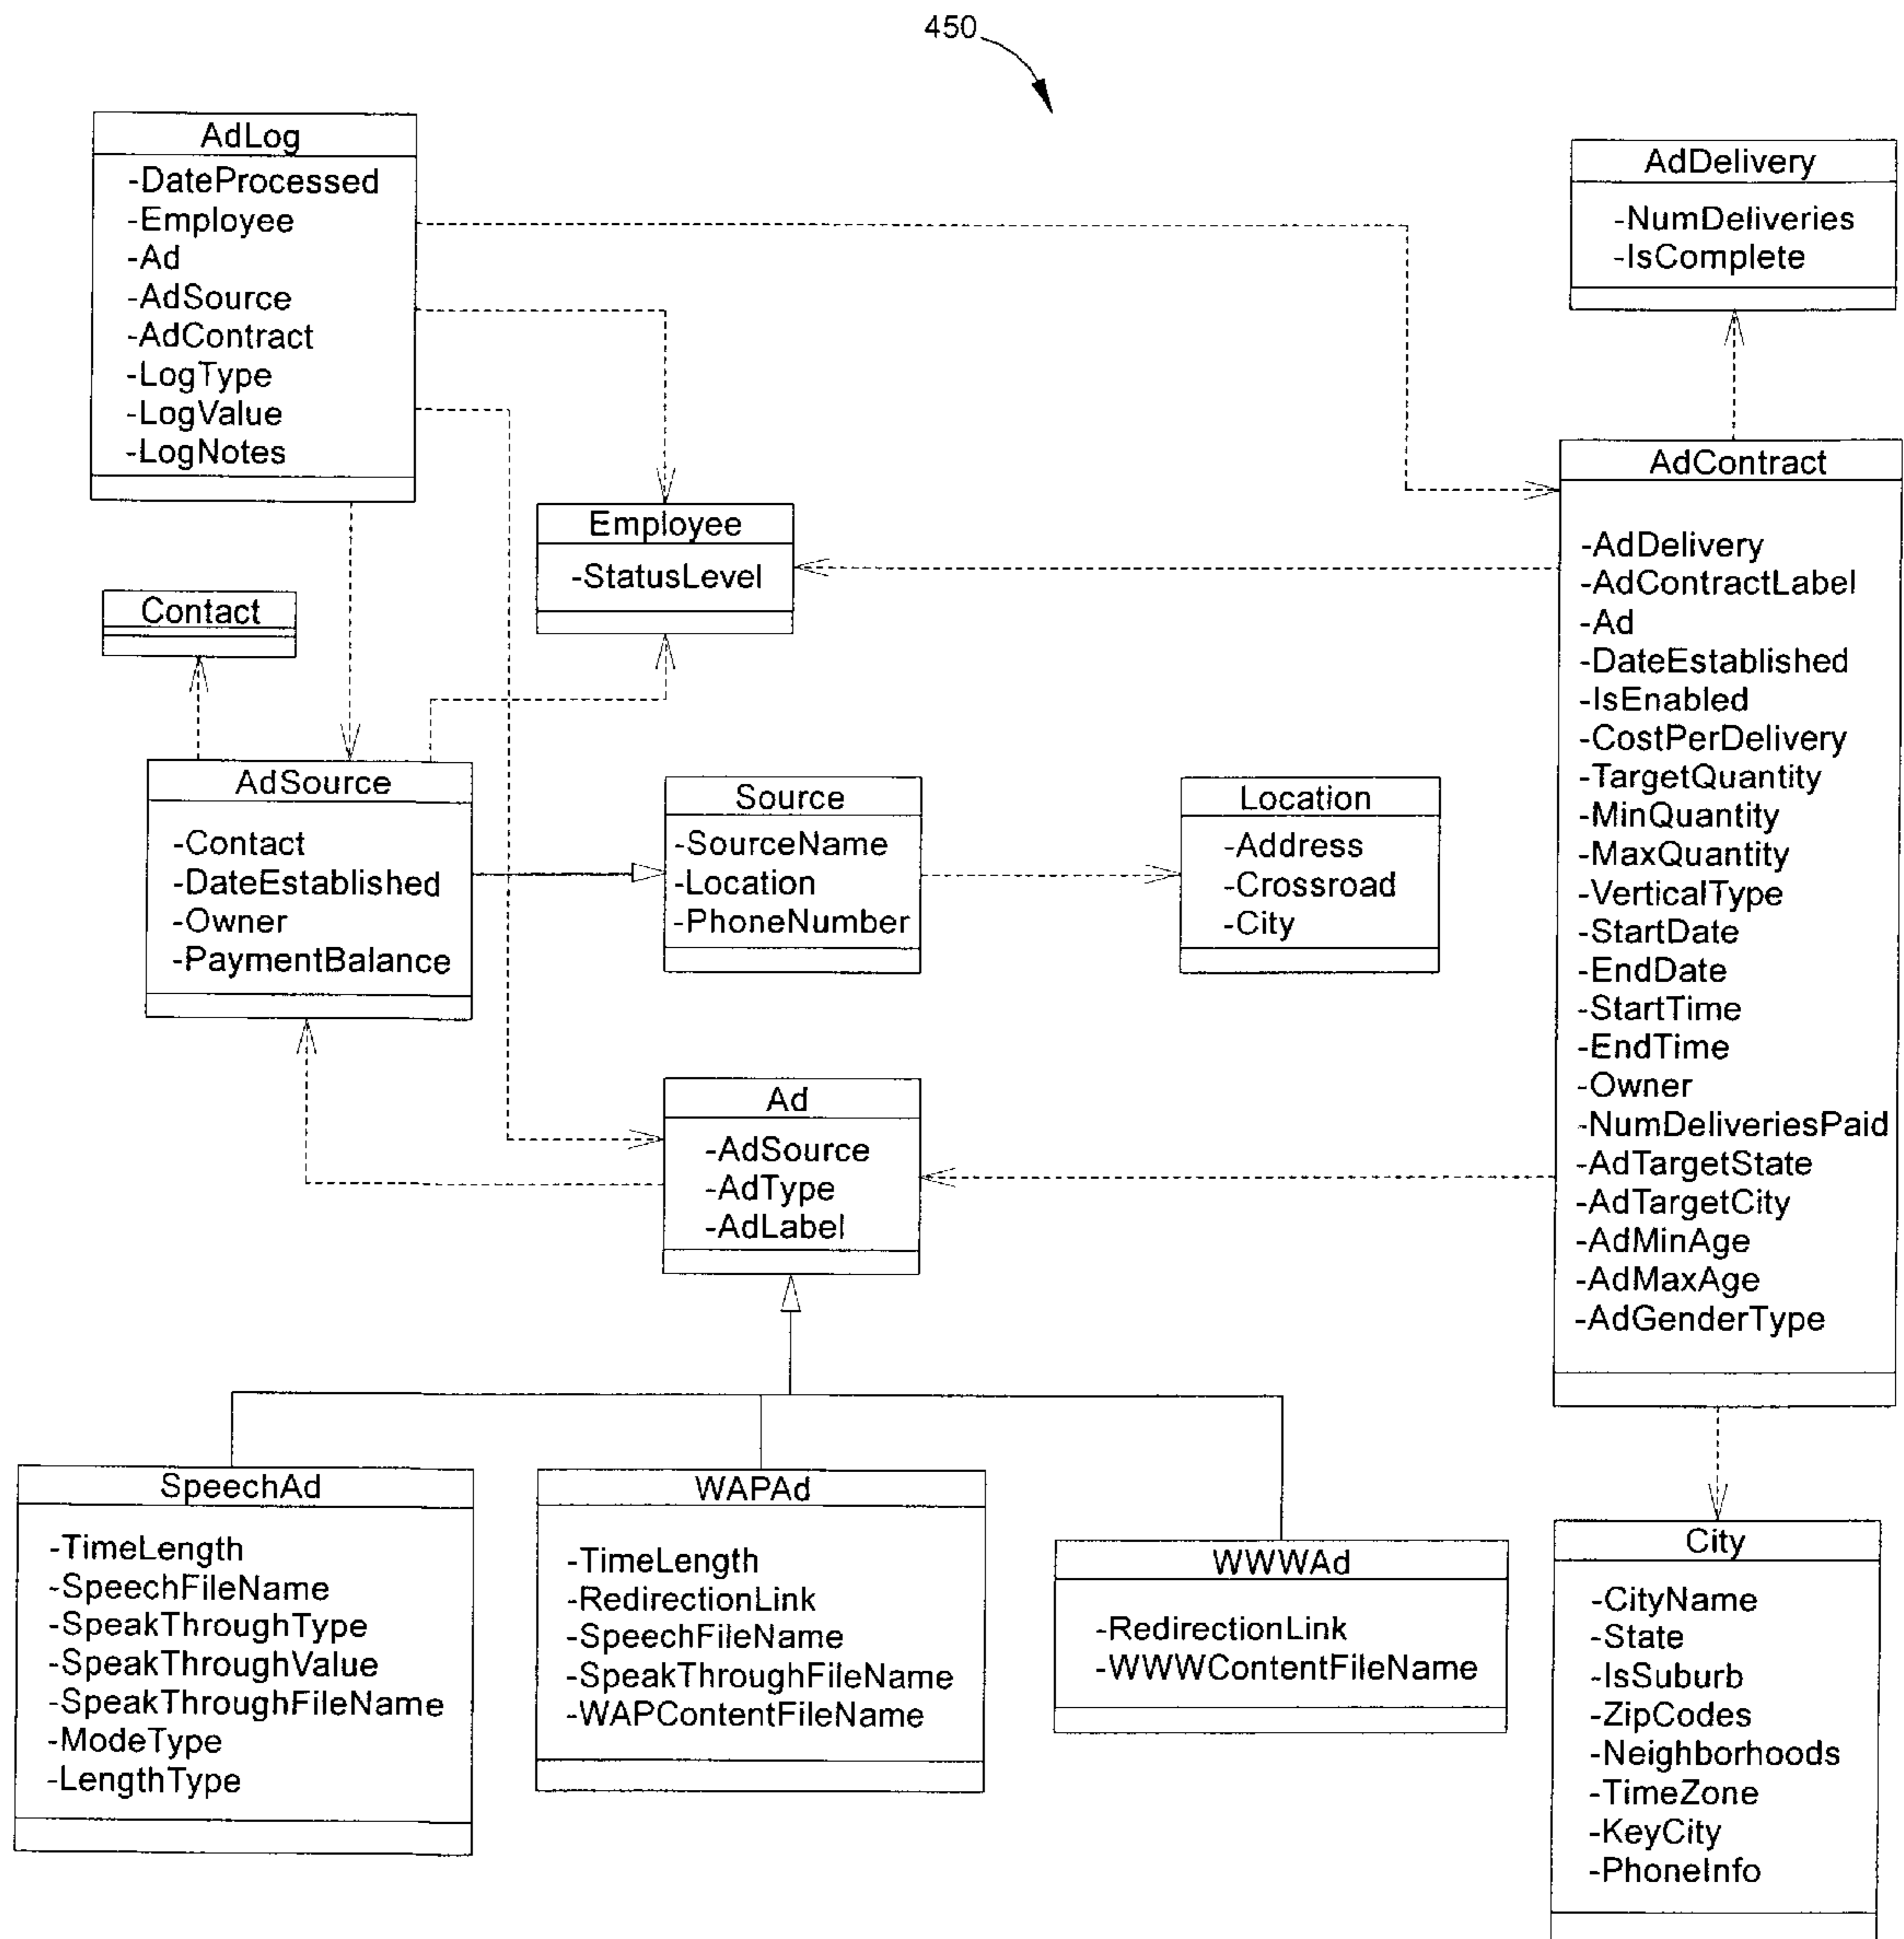 450
AdLog
-DateProcessed
-Employee
-Ad
-AdSource
-AdContract
-LogType
-LogValue
-LogNotes
AdDelivery
-NumDeliveries
-IsComplete
Employee
-StatusLevel
Contact
AdContract
-AdDelivery
-AdContractLabel
-Ad
-DateEstablished
-IsEnabled
-CostPerDelivery
-TargetQuantity
-MinQuantity
-MaxQuantity
-VerticalType
-StartDate
-EndDate
-StartTime
-EndTime
-Owner
-NumDeliveriesPaid
-AdTargetState
-AdTargetCity
-AdMinAge
-AdMaxAge
-AdGenderType
AdSource
-Contact
-DateEstablished
-Owner
-PaymentBalance
Source
-SourceName
-Location
-PhoneNumber
Location
-Address
-Crossroad
-City
Ad
-AdSource
-AdType
-AdLabel
SpeechAd
-TimeLength
-SpeechFileName
-SpeakThroughType
-SpeakThroughValue
-SpeakThroughFileName
-ModeType
-LengthType
WAPAd
-TimeLength
-RedirectionLink
-SpeechFileName
-SpeakThroughFileName
-WAPContentFileName
WWWAd
-RedirectionLink
-WWWContentFileName
City
-CityName
-State
-IsSuburb
-ZipCodes
-Neighborhoods
-TimeZone
-KeyCity
-PhoneInfo